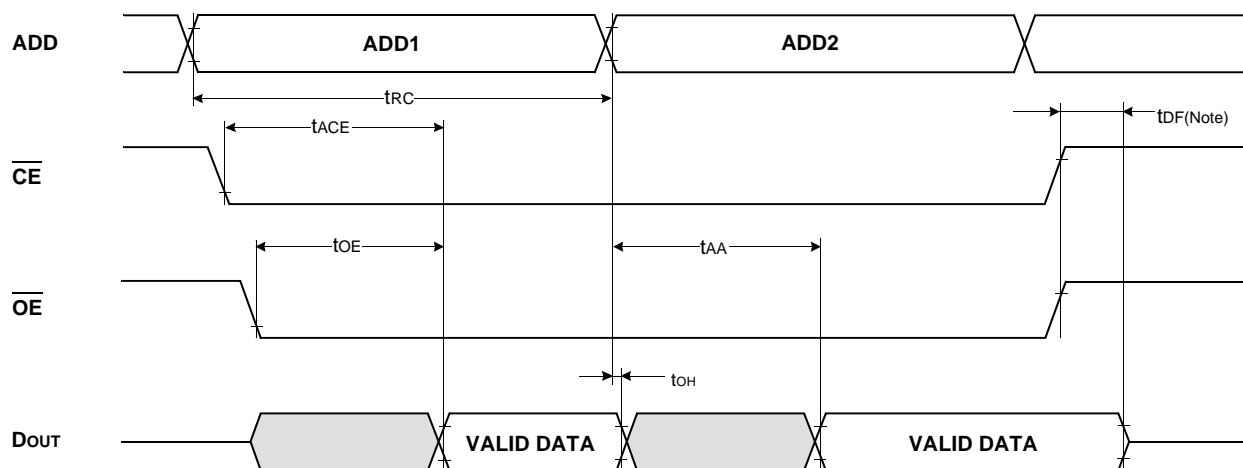 ADD
ADD1
ADD2
tRC
tDF(Note)
tACE
CE
tOE
tAA
OE
tOH
DOUT
VALID DATA
VALID DATA